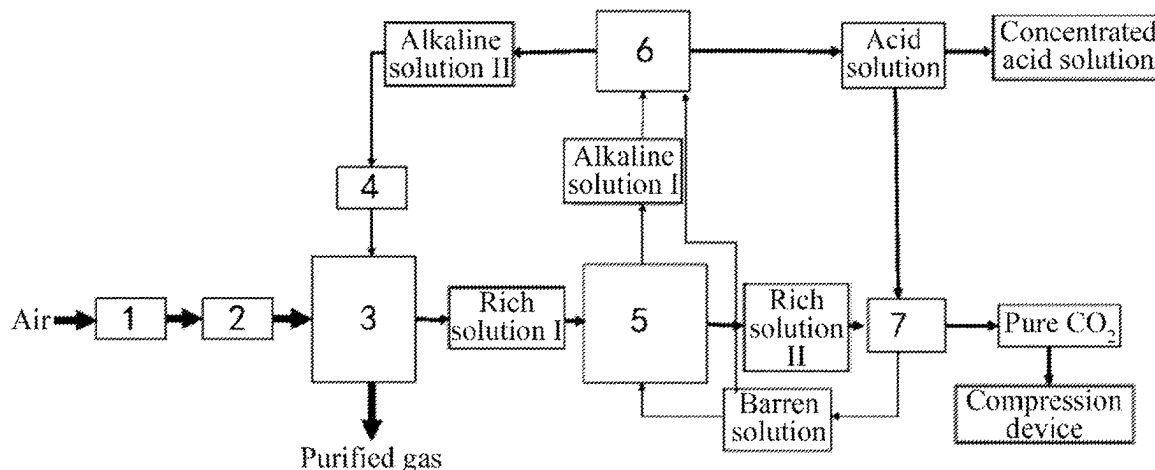 Alkaline
solution II
6
Acid
solution
Concentrated
acid solution
4
Alkaline
solution I
Air
1
2
3
Rich
solution I
5
Rich
solution
II
7
Pure CO₂
Barren
solution
Compression
device
Purified gas